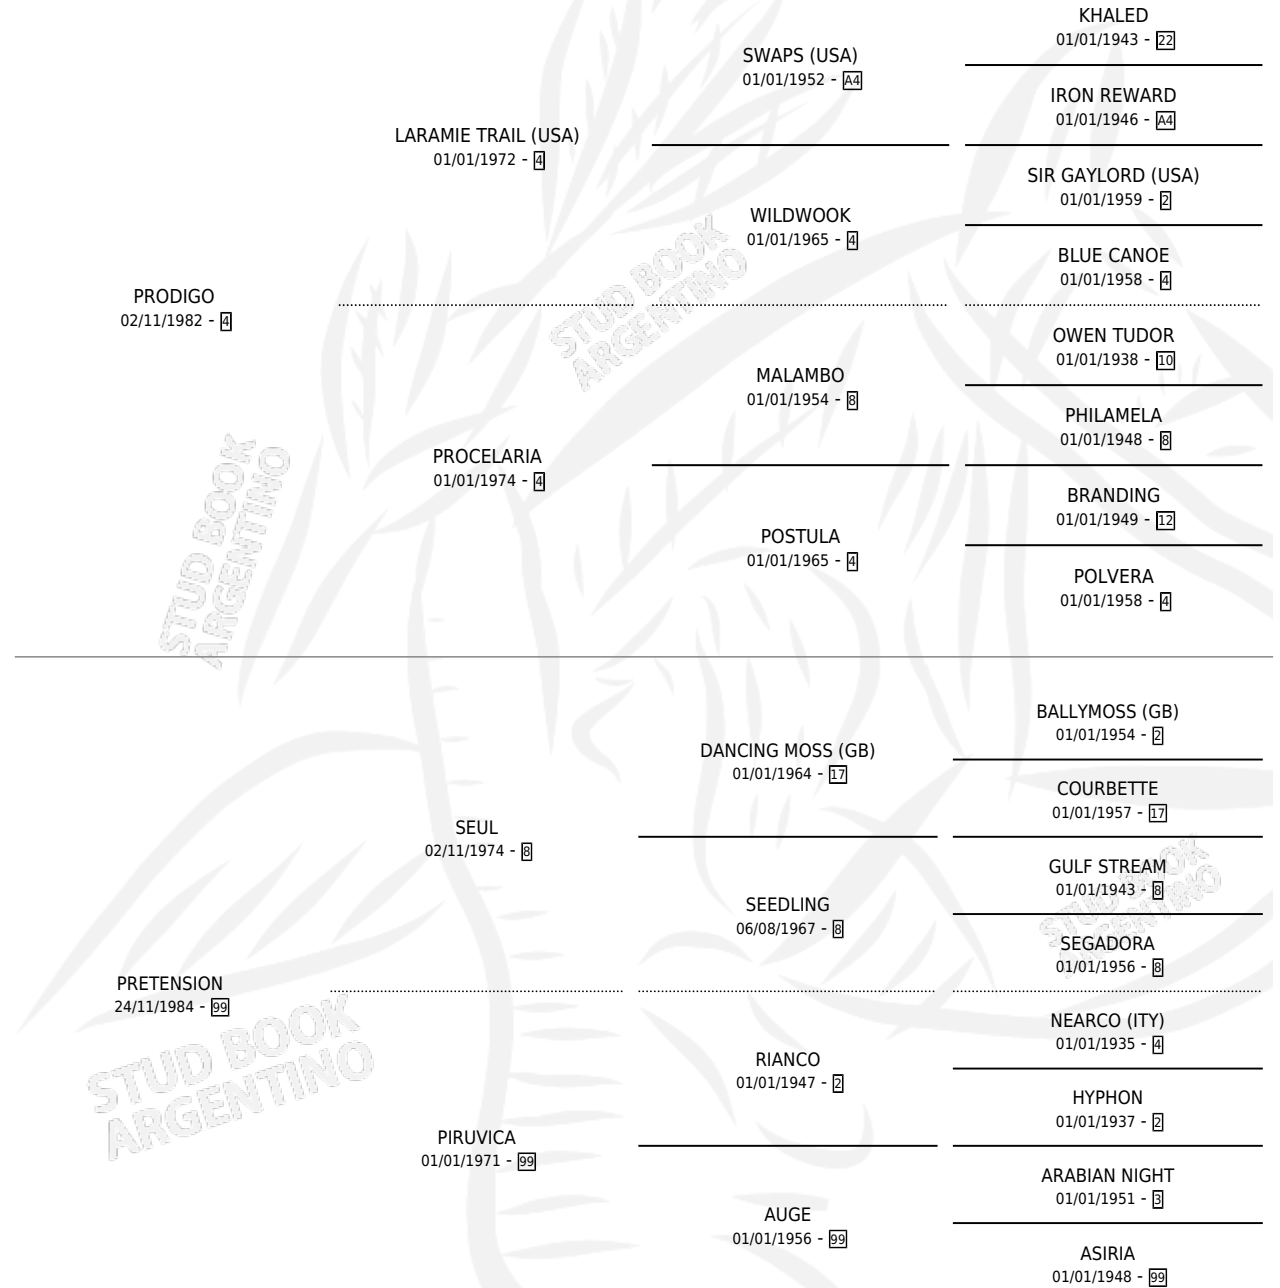 KHALED
01/01/1943 - 22
SWAPS (USA)
01/01/1952 - A4
IRON REWARD
01/01/1946 - A4
LARAMIE TRAIL (USA)
01/01/1972 - 4
SIR GAYLORD (USA)
01/01/1959 - 2
WILDWOOK
01/01/1965 - 4
BLUE CANOE
01/01/1958 - 4
PRODIGO
02/11/1982 - 4
STUD BOOK
ARGENTINO
OWEN TUDOR
01/01/1938 - 10
MALAMBO
01/01/1954 - 8
PHILAMELA
01/01/1948 - 8
PROCELARIA
01/01/1974 - 4
BRANDING
01/01/1949 - 12
POSTULA
01/01/1965 - 4
POLVERA
01/01/1958 - 4
STUD BOOK
ARGENTINO
BALLYMOSS (GB)
01/01/1954 - 2
DANCING MOSS (GB)
01/01/1964 - 17
COURBETTE
01/01/1957 - 17
SEUL
02/11/1974 - 8
GULF STREAM
01/01/1943 - 8
SEEDLING
06/08/1967 - 8
SEGADORA
01/01/1956 - 8
STUD BOOK
ARGENTINO
PRETENSION
24/11/1984 - 99
NEARCO (ITY)
01/01/1935 - 4
RIANCO
01/01/1947 - 2
HYPHON
01/01/1937 - 2
STUD BOOK
ARGENTINO
PIRUVICA
01/01/1971 - 99
ARABIAN NIGHT
01/01/1951 - 3
AUGE
01/01/1956 - 99
ASIRIA
01/01/1948 - 99